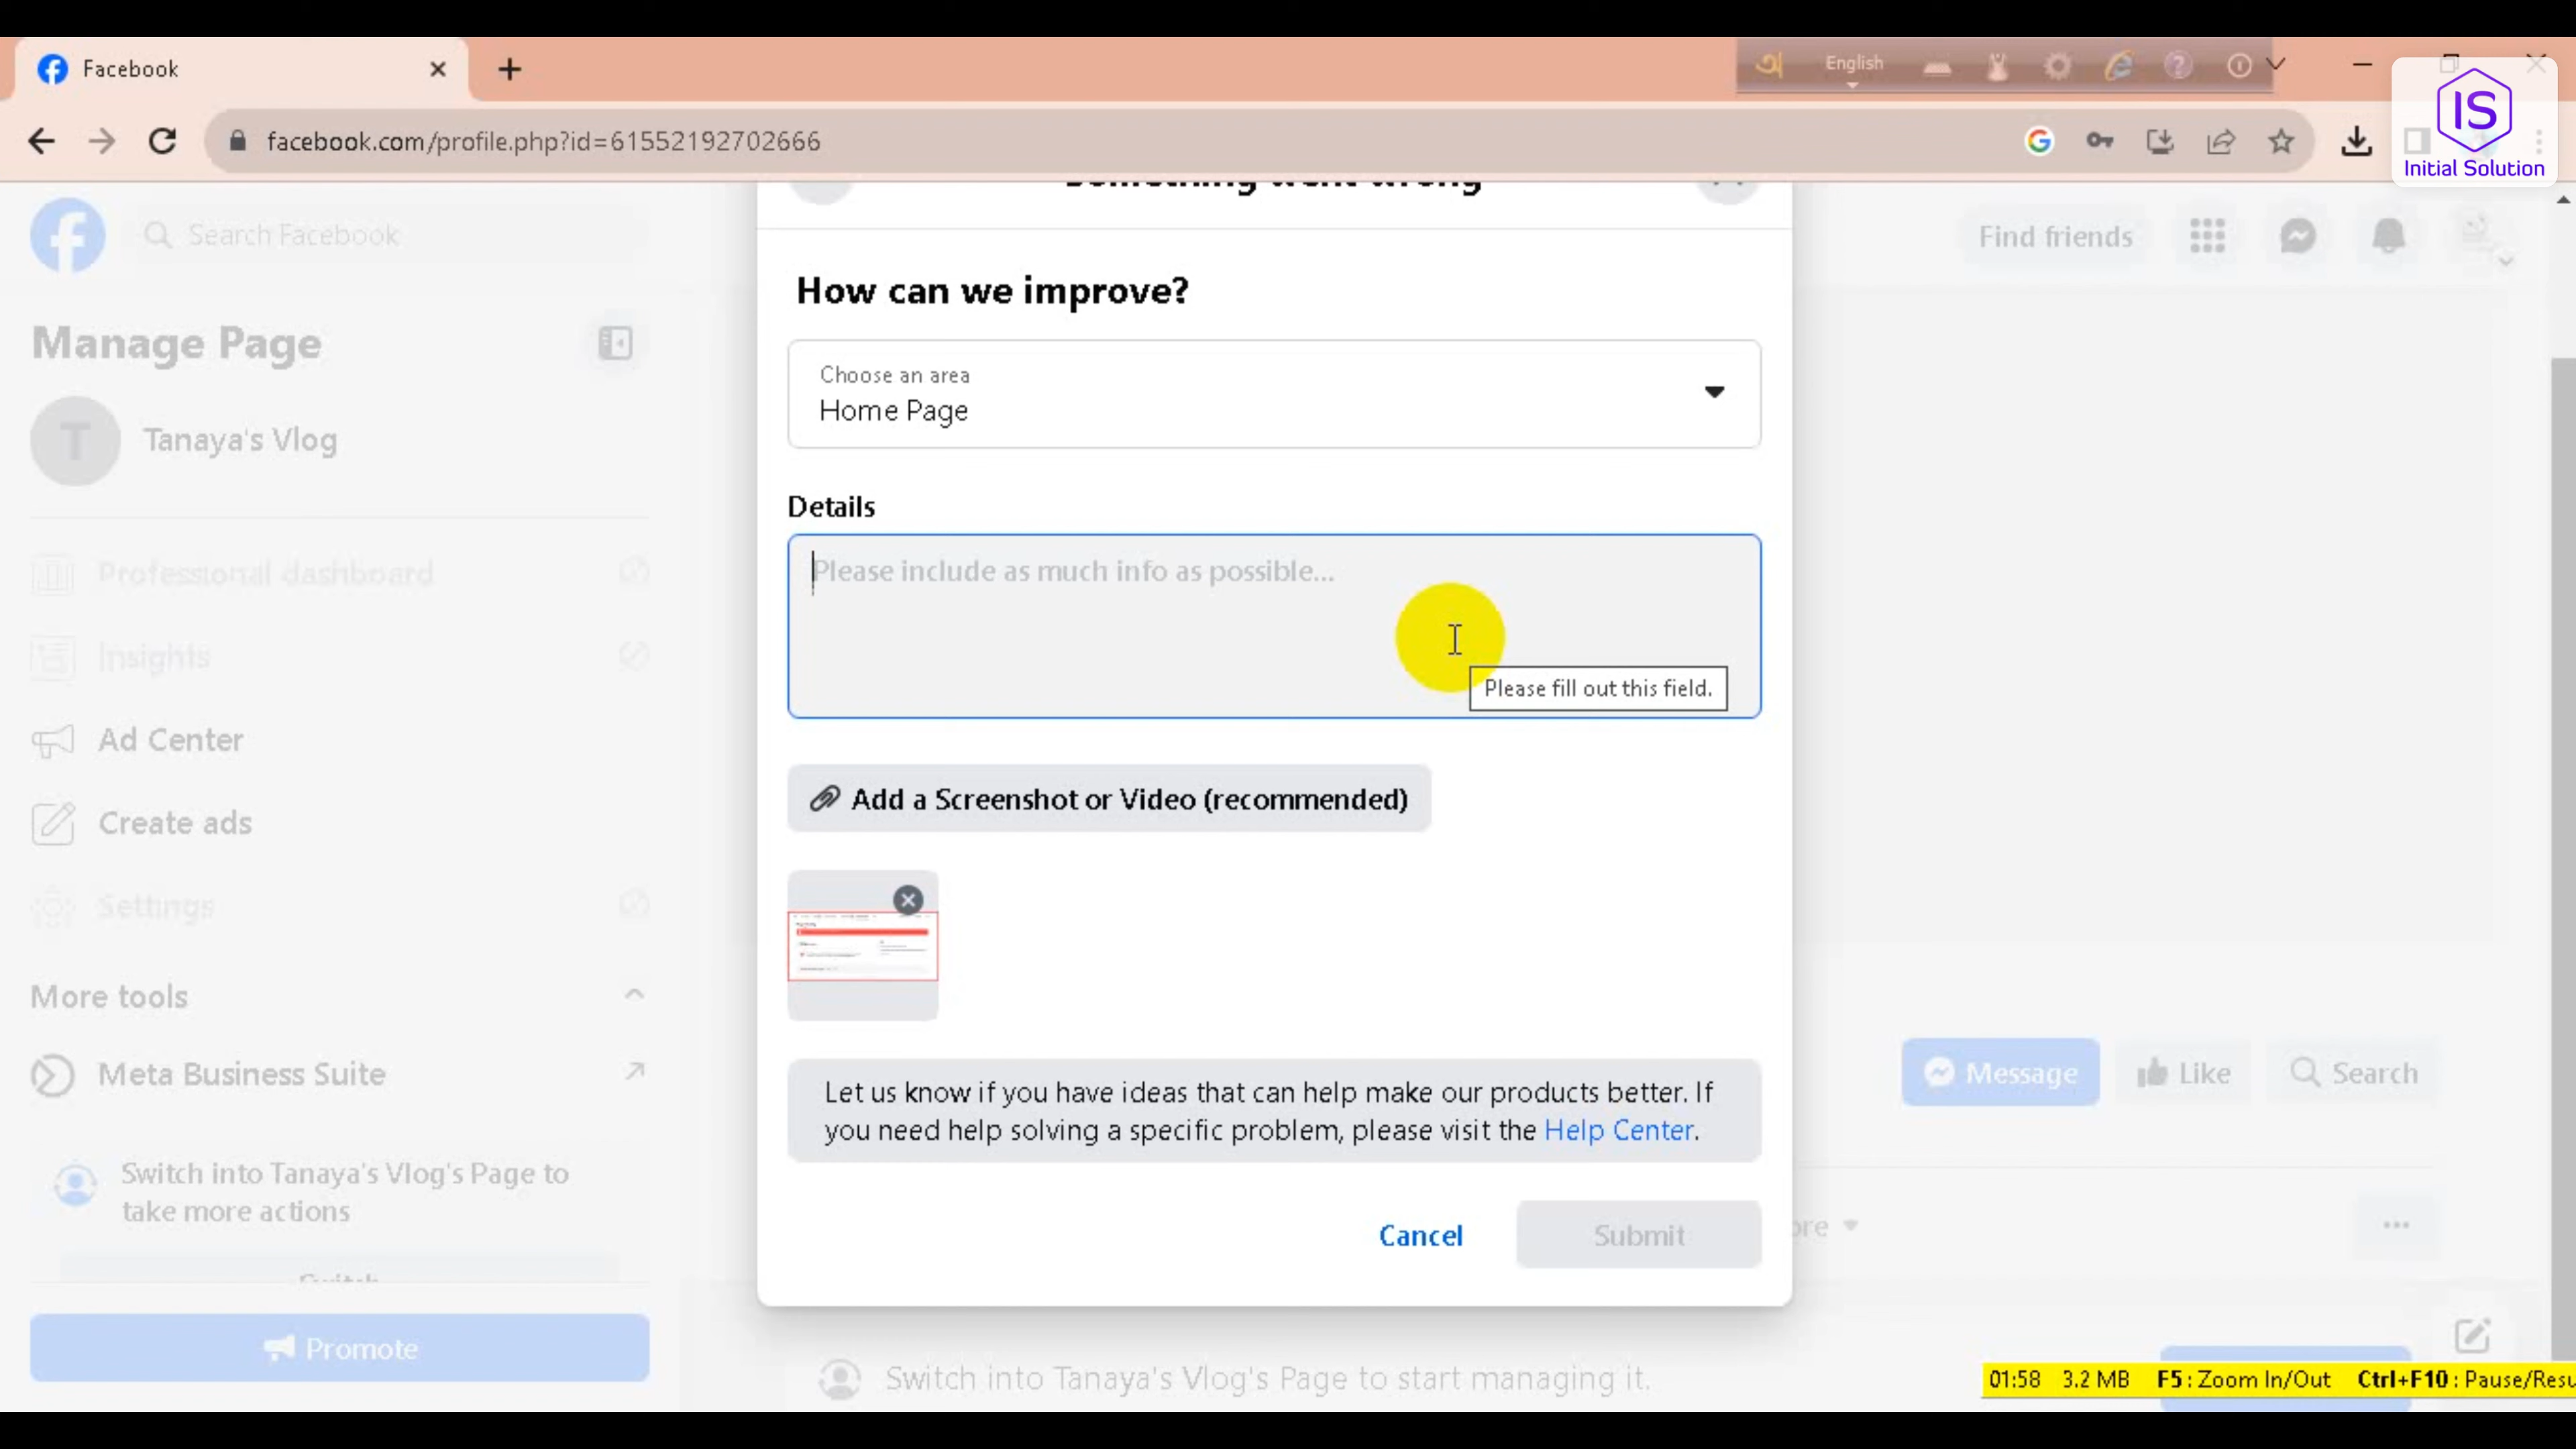 Facebook
English
facebook.com/profile.php?id=61552192702666
IS
Initial Solution
Search Facebook
Something went wrong
Find friends
Manage Page
Tanaya's Vlog
Professional dashboard
Insights
Ad Center
Create ads
Settings
More tools
Meta Business Suite
Switch into Tanaya's Vlog's Page to
take more actions
Switch
Promote
How can we improve?
Choose an area
Home Page
Details
Please include as much info as possible...
Please fill out this field.
Add a Screenshot or Video (recommended)
Let us know if you have ideas that can help make our products better. If
you need help solving a specific problem, please visit the Help Center.
Cancel
Submit
Message
Like
Search
Switch into Tanaya's Vlog's Page to start managing it.
01:58 3.2 MB F5 : Zoom In/Out Ctrl+F10 : Pause/Resu